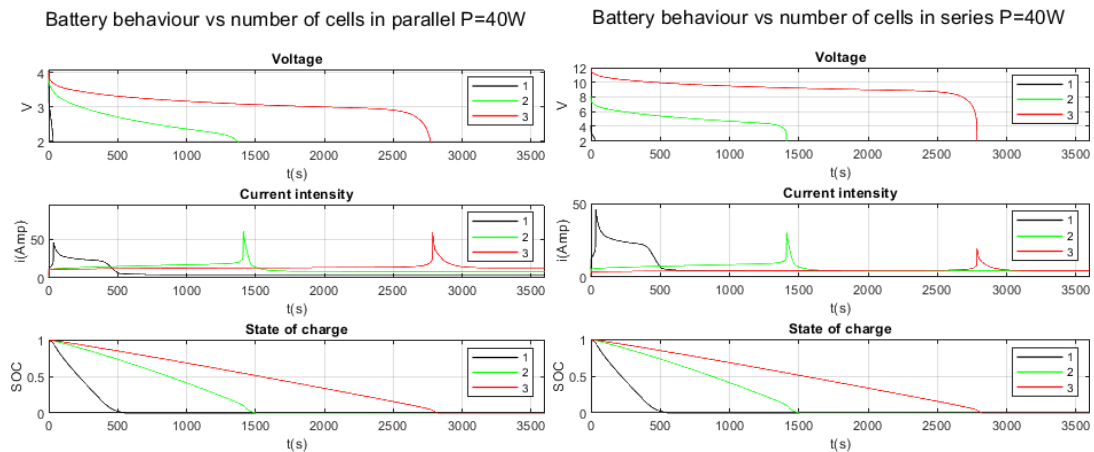 Battery behaviour vs number of cells in parallel P=40W
Voltage
V
4
3
2
0 500 1000 1500 2000 2500 3000 3500
t(s)
1
2
3
Current intensity
i(Amp)
50
0
0 500 1000 1500 2000 2500 3000 3500
t(s)
1
2
3
State of charge
SOC
1
0.5
0
0 500 1000 1500 2000 2500 3000 3500
t(s)
1
2
3
Battery behaviour vs number of cells in series P=40W
Voltage
V
12
10
8
6
4
2
0 500 1000 1500 2000 2500 3000 3500
t(s)
1
2
3
Current intensity
i(Amp)
50
0
0 500 1000 1500 2000 2500 3000 3500
t(s)
1
2
3
State of charge
SOC
1
0.5
0
0 500 1000 1500 2000 2500 3000 3500
t(s)
1
2
3